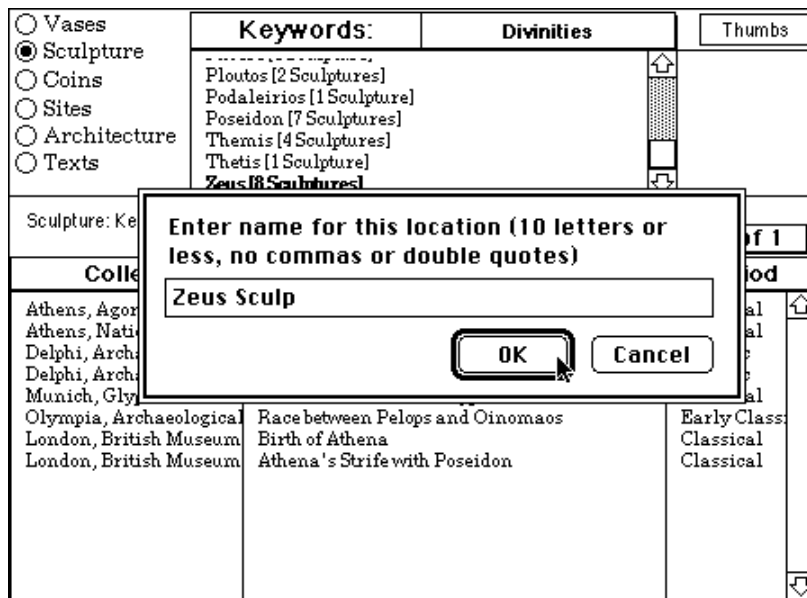 Vases
Sculpture
Coins
Sites
Architecture
Texts
Keywords:
Divinities
Thumbs
Ploutos [2 Sculptures]
Podaleirios [1 Sculpture]
Poseidon [7 Sculptures]
Themis [4 Sculptures]
Thetis [1 Sculpture]
Zeus [8 Sculptures]
Sculpture: Ke
Enter name for this location (10 letters or
less, no commas or double quotes)
Zeus Sculp
OK
Cancel
of 1
Colle
iod
Athens, Agor
Athens, Nati
Delphi, Archa
Delphi, Archa
Munich, Gly
Olympia, Archaeological Race between Pelops and Oinomaos Early Class
London, British Museum Birth of Athena Classical
London, British Museum Athena's Strife with Poseidon Classical